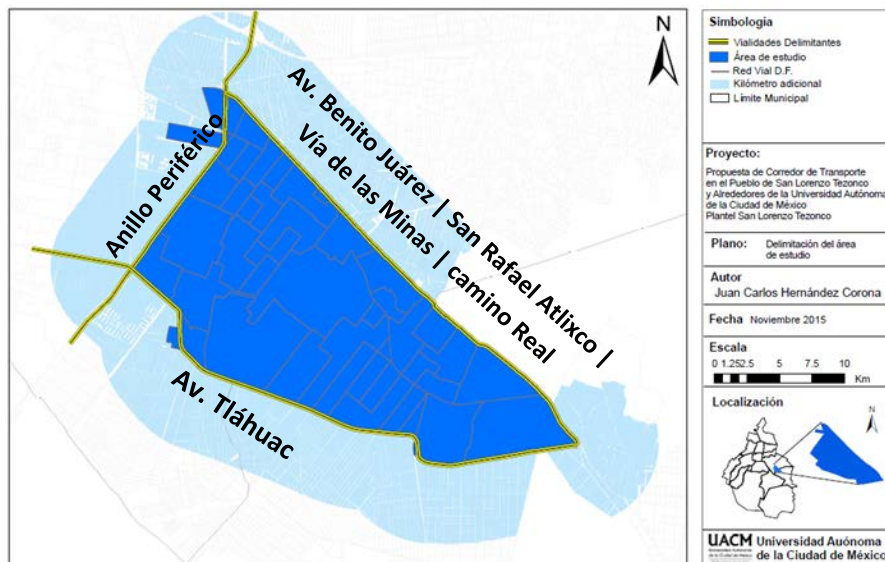 Av. Benito Juárez | San Rafael Atlixco |
Vía de las Minas | camino Real
Anillo Periférico
Av. Tláhuac
N
Simbología
Vialidades Delimitantes
Área de estudio
Red Vial D.F.
Kilómetro adicional
Límite Municipal
Proyecto:
Propuesta de Corredor de Transporte
en el Pueblo de San Lorenzo Tezonco
y Alrededores de la Universidad Autónoma
de la Ciudad de México
Plantel San Lorenzo Tezonco
Plano: Delimitación del área
de estudio
Autor
Juan Carlos Hernández Corona
Fecha Noviembre 2015
Escala
0 1.252.5 5 7.5 10
Km
Localización
N
UACM Universidad Autónoma
de la Ciudad de México